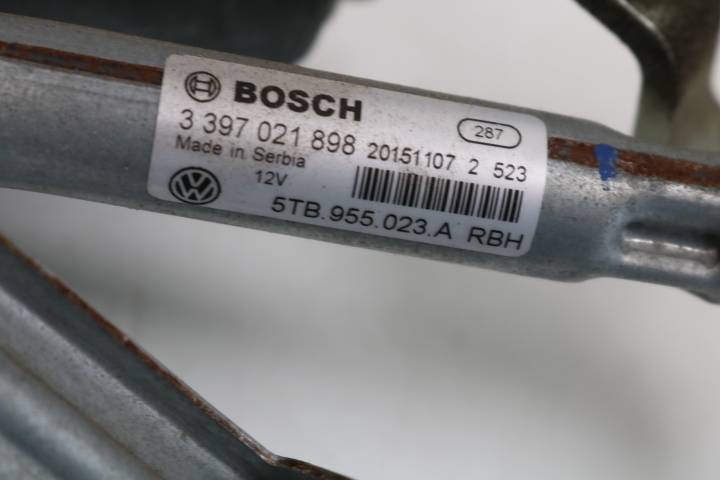 BOSCH
287
3 397 021 898 20151107 2 523
Made in Serbia
12V
5TB.955.023.A RBH